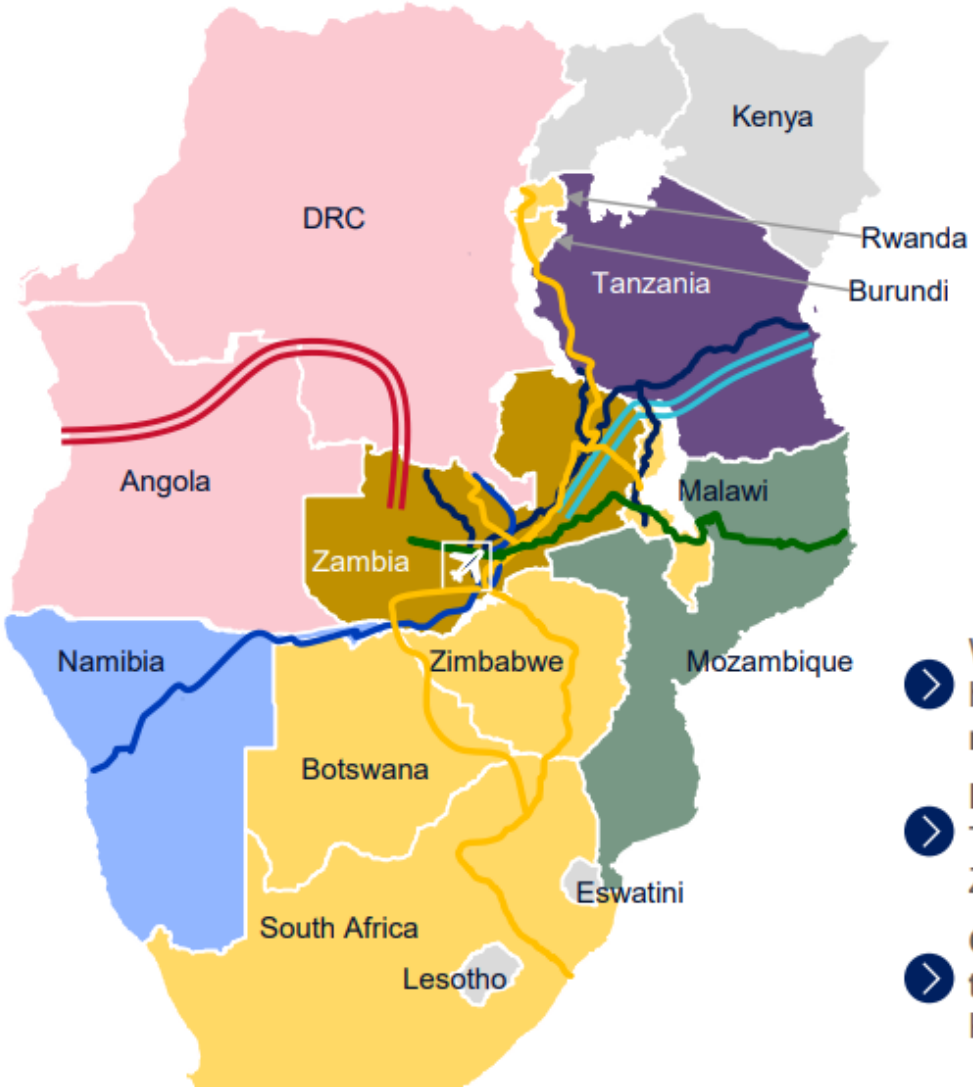 Kenya
DRC
Rwanda
Tanzania
Burundi
Angola
Malawi
Zambia
Namibia
Zimbabwe
Mozambique
Botswana
Eswatini
South Africa
Lesotho